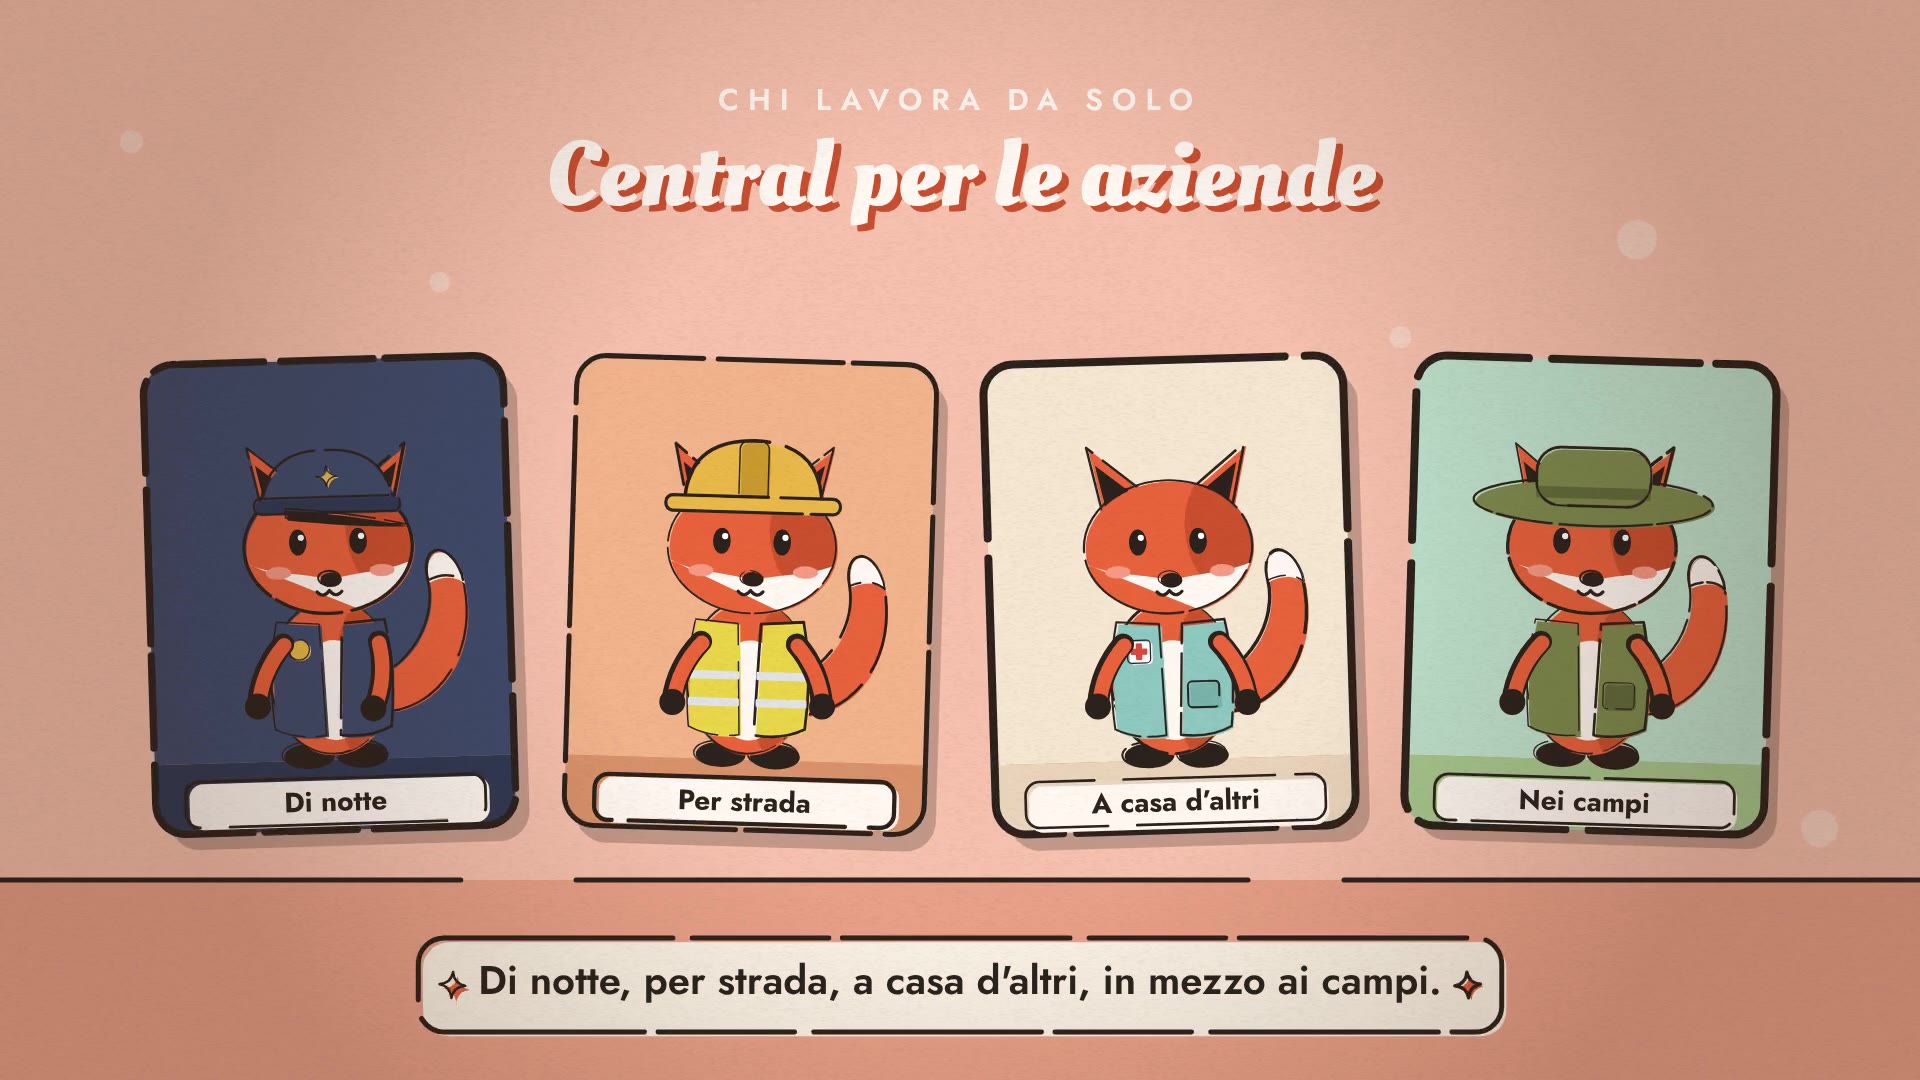 CHI LAVORA DA SOLO
Central per le aziende
Di notte
Per strada
A casa d'altri
Nei campi
Di notte, per strada, a casa d'altri, in mezzo ai campi.